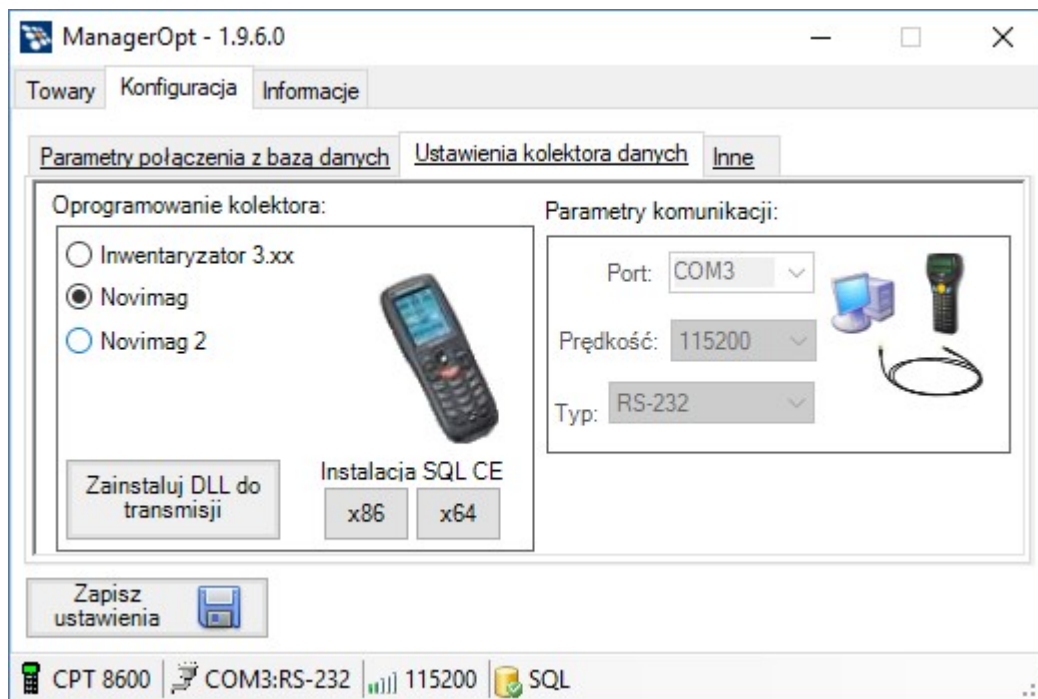 ManagerOpt - 1.9.6.0
Towary Konfiguracja Informacje
Parametry połączenia z bazą danych Ustawienia kolektora danych Inne
Oprogramowanie kolektora:
Inwentaryzator 3.xx
Novimag
Novimag 2
Zainstaluj DLL do
transmisji
Instalacja SQL CE
x86 x64
Parametry komunikacji:
Port: COM3
Prędkość: 115200
Typ: RS-232
Zapisz
ustawienia
CPT 8600 COM3:RS-232 115200 SQL